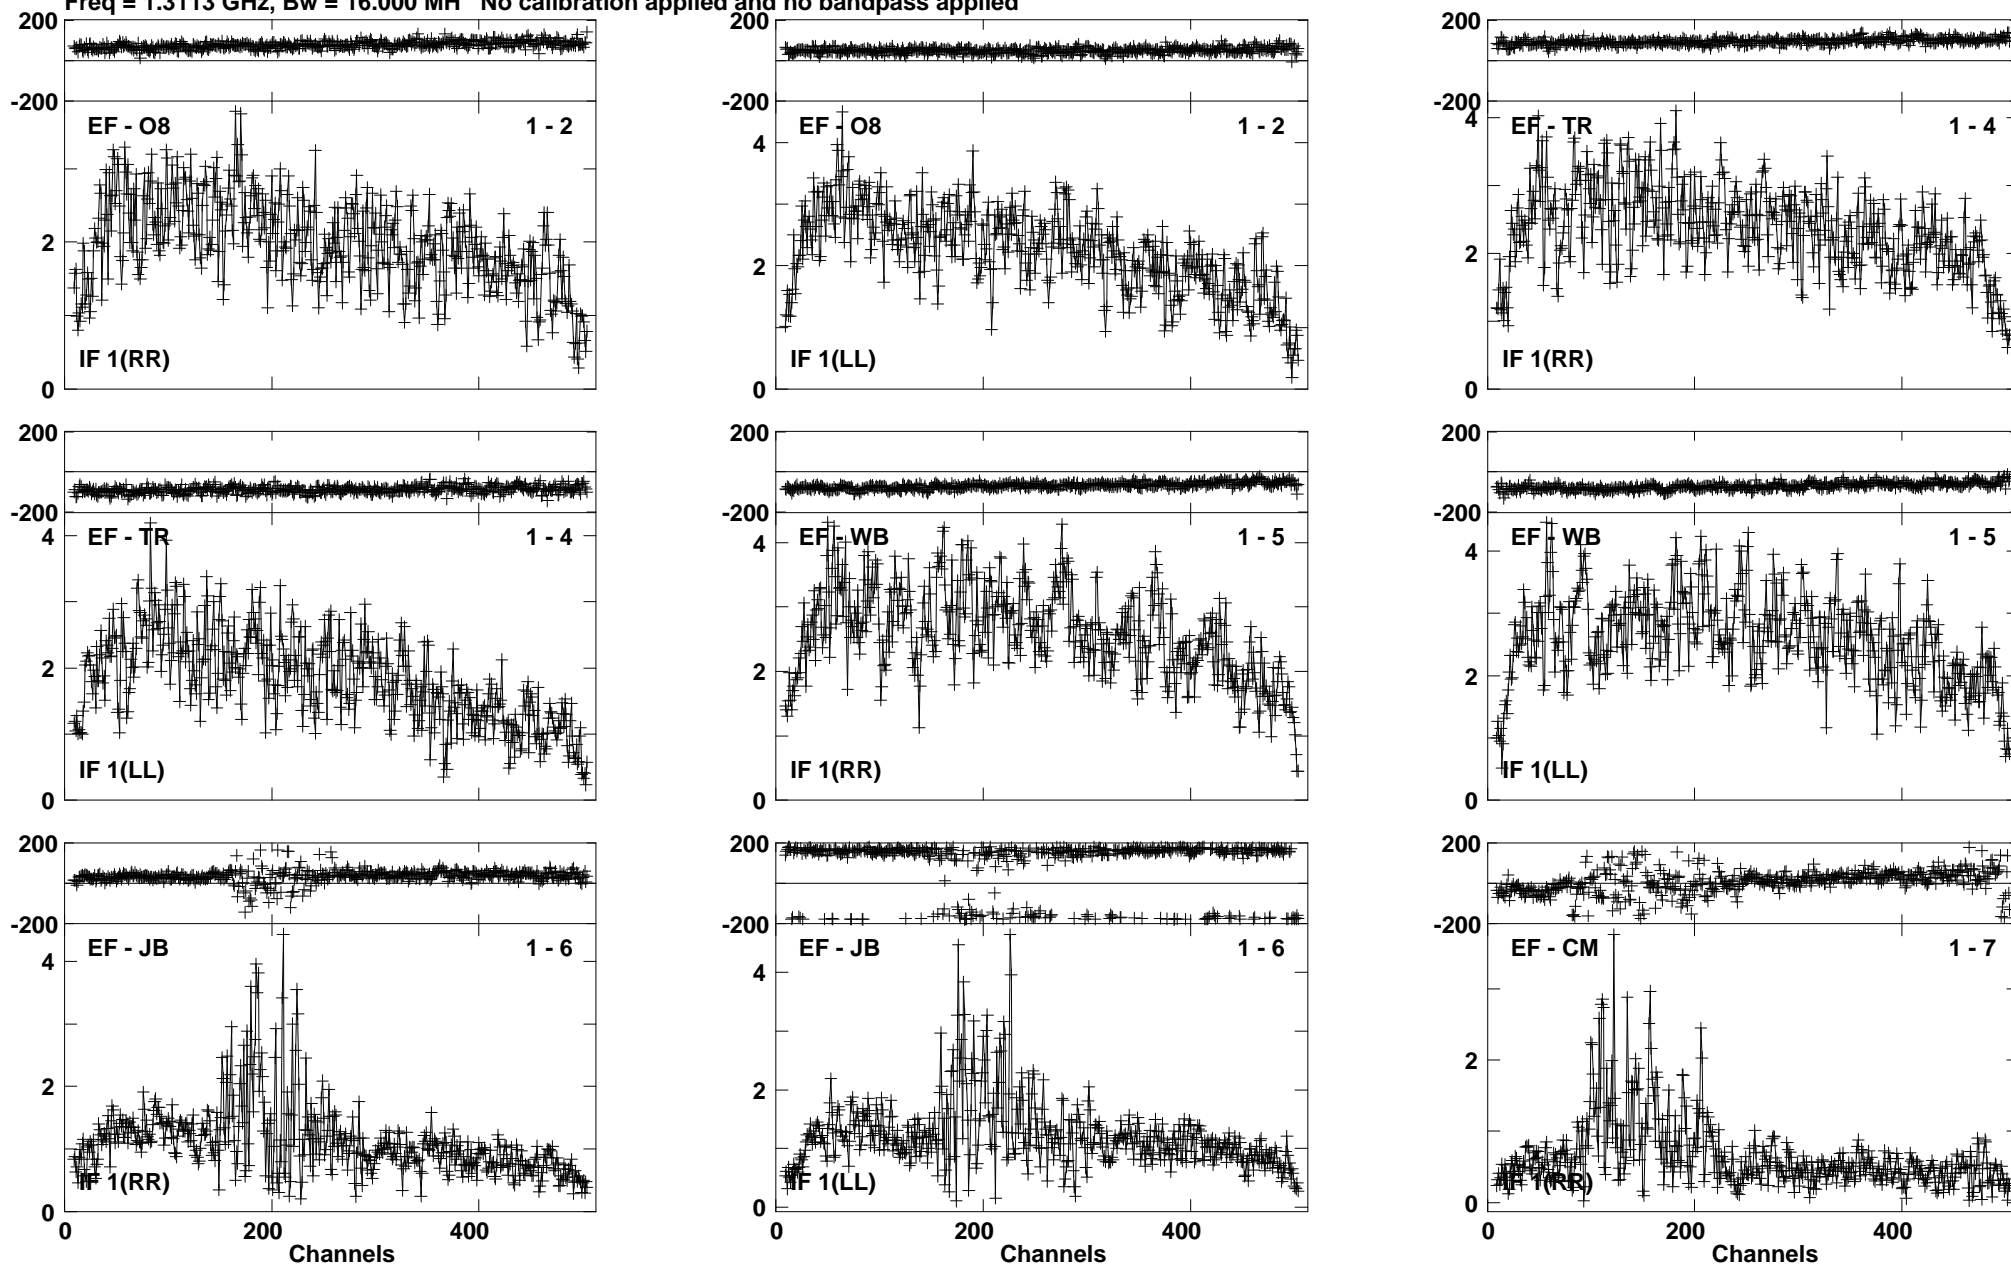 Freq = 1.3113 GHz, Bw = 16.000 MH No calibration applied and no bandpass applied
200
-200
EF - O8
1 - 2
2
0
IF 1(RR)
200
-200
EF - O8
1 - 2
4
2
0
IF 1(LL)
200
-200
EF - TR
1 - 4
4
2
0
IF 1(RR)
200
-200
EF - TR
1 - 4
4
2
0
IF 1(LL)
200
-200
EF - WB
1 - 5
4
2
0
IF 1(RR)
200
-200
EF - WB
1 - 5
4
2
0
IF 1(LL)
200
-200
EF - JB
1 - 6
4
2
0
IF 1(RR)
0 200 400
Channels
200
-200
EF - JB
1 - 6
4
2
0
IF 1(LL)
0 200 400
Channels
200
-200
EF - CM
1 - 7
2
0
IF 1(RR)
0 200 400
Channels